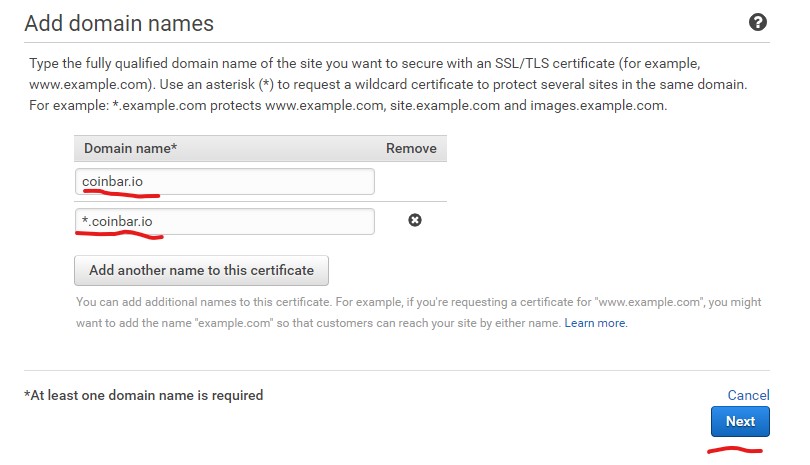 Add domain names
Type the fully qualified domain name of the site you want to secure with an SSL/TLS certificate (for example,
www.example.com). Use an asterisk (*) to request a wildcard certificate to protect several sites in the same domain.
For example: *.example.com protects www.example.com, site.example.com and images.example.com.
Domain name* Remove
coinbar.io
*.coinbar.io
Add another name to this certificate
You can add additional names to this certificate. For example, if you're requesting a certificate for "www.example.com", you might
want to add the name "example.com" so that customers can reach your site by either name. Learn more.
*At least one domain name is required
Cancel
Next